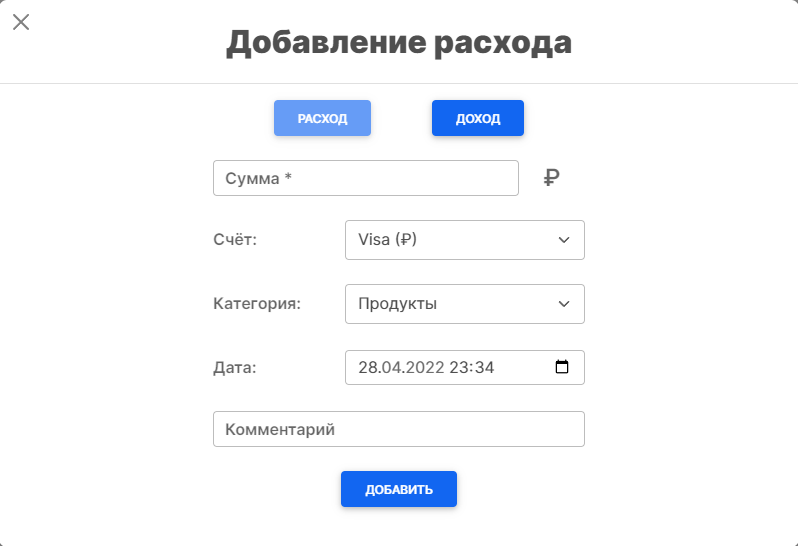 Добавление расхода
РАСХОД ДОХОД
Сумма * ₽
Счёт: Visa (₽)
Категория: Продукты
Дата: 28.04.2022 23:34
Комментарий
ДОБАВИТЬ